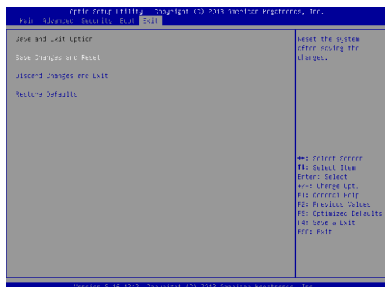 Aptio Setup Utility - Copyright (C) 2013 American Megatrends, Inc.
Main Advanced Security Boot Exit
Save and Exit Option
Save Changes and Reset
Discard Changes and Exit
Restore Defaults
Reset the system
after saving the
changes.
→←: Select Screen
↑↓: Select Item
Enter: Select
+/-: Change Opt.
F1: General Help
F2: Previous Values
F3: Optimized Defaults
F4: Save & Exit
ESC: Exit
Copyright (C) 2013 American Megatrends, Inc.